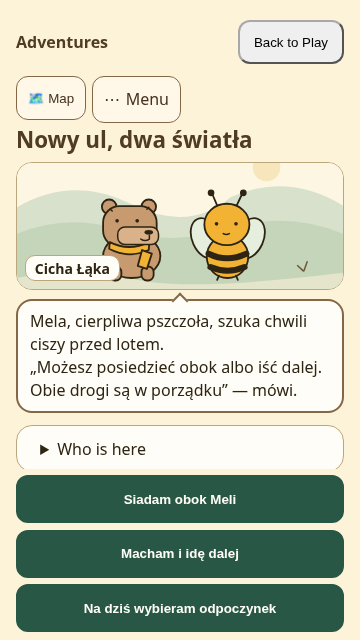 Adventures
Back to Play
Map
⋯ Menu
Nowy ul, dwa światła
Cicha Łąka
Mela, cierpliwa pszczoła, szuka chwili
ciszy przed lotem.
„Możesz posiedzieć obok albo iść dalej.
Obie drogi są w porządku” — mówi.
Who is here
Siadam obok Meli
Macham i idę dalej
Na dziś wybieram odpoczynek